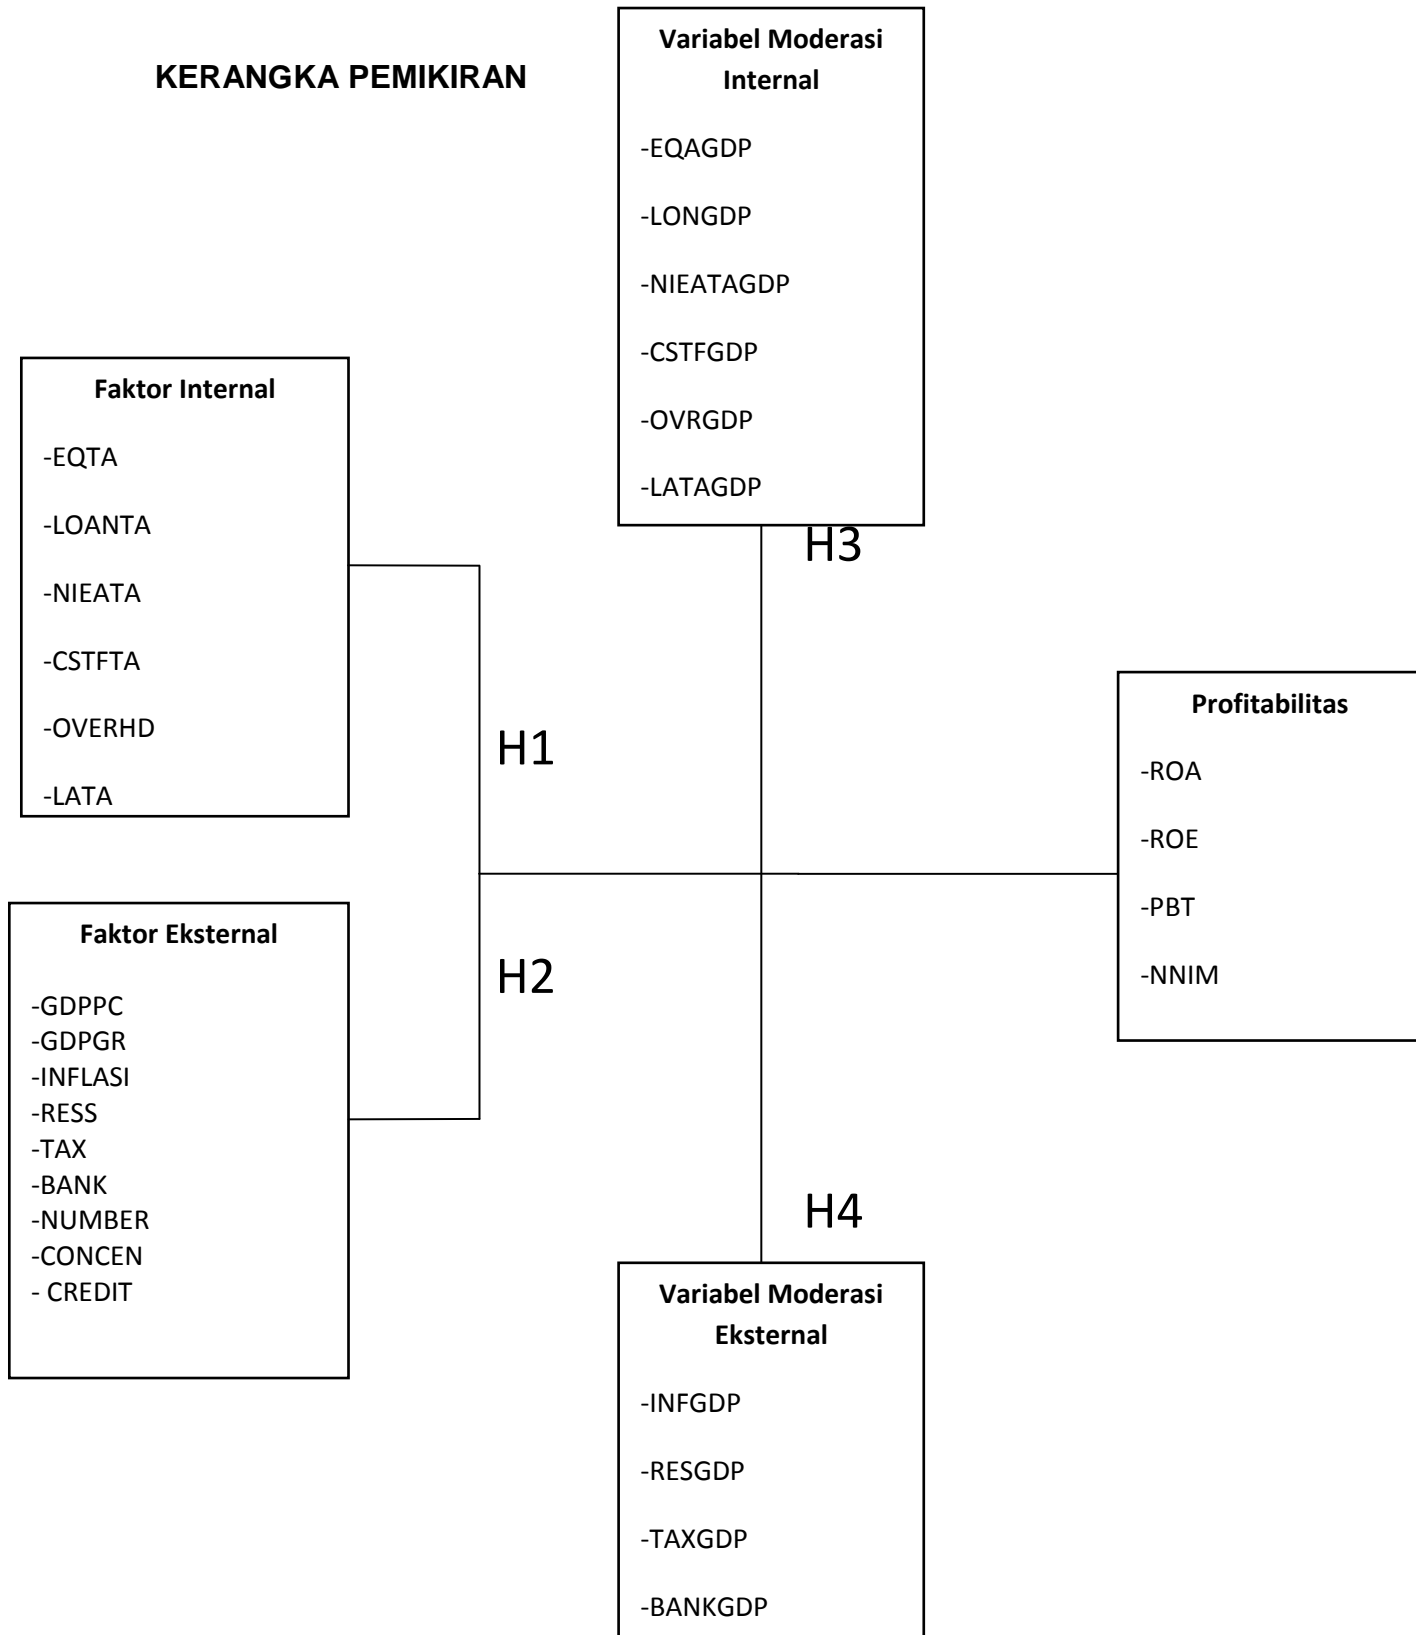 KERANGKA PEMIKIRAN
Variabel Moderasi
Internal
-EQAGDP
-LONGDP
-NIEATAGDP
-CSTFGDP
-OVRGDP
-LATAGDP
H3
Faktor Internal
-EQTA
-LOANTA
-NIEATA
-CSTFTA
-OVERHD
-LATA
H1
Profitabilitas
-ROA
-ROE
-PBT
-NNIM
Faktor Eksternal
-GDPPC
-GDPGR
-INFLASI
-RESS
-TAX
-BANK
-NUMBER
-CONCEN
- CREDIT
H2
H4
Variabel Moderasi
Eksternal
-INFGDP
-RESGDP
-TAXGDP
-BANKGDP